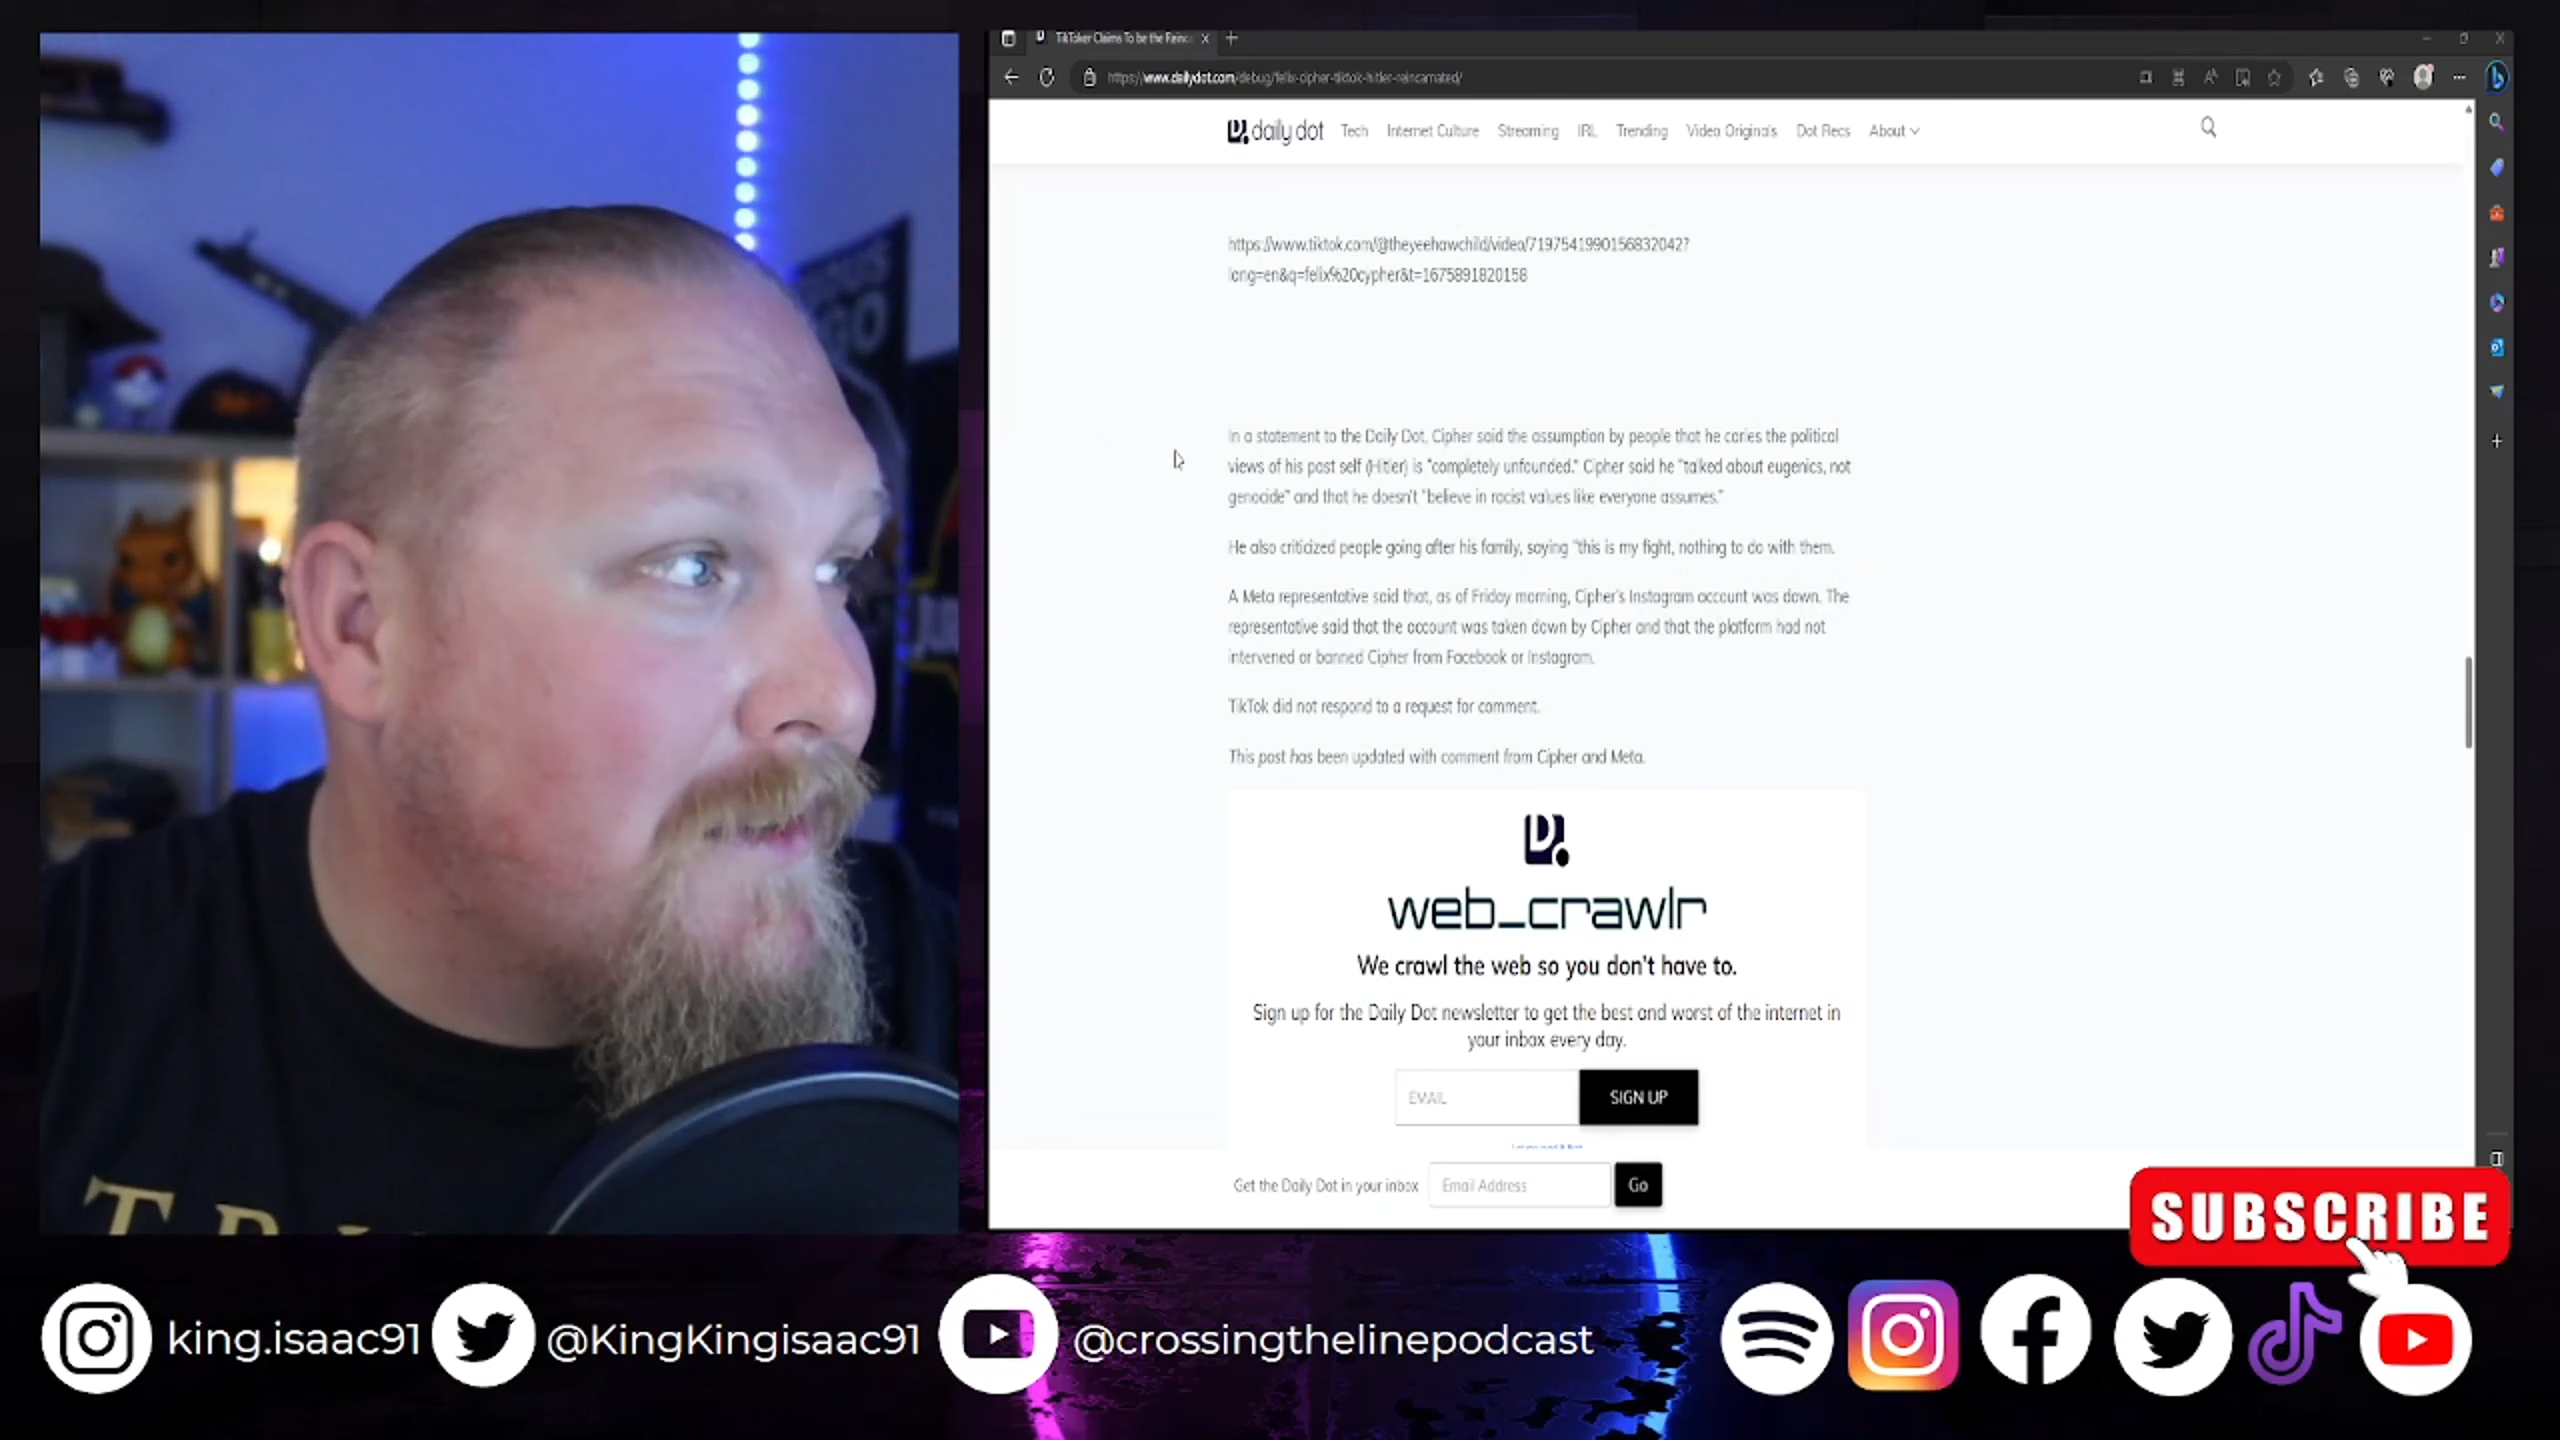 TikToker Claims To be the Reinc
https://www.dailydot.com/debug/felix-cipher-tiktok-hitler-reincarnated/
daily dot Tech Internet Culture Streaming IRL Trending Video Originals Dot Recs About
https://www.tiktok.com/@theyeehawchild/video/7197541990156832042?
lang=en&q=felix%20cypher&t=1675891820158
In a statement to the Daily Dot, Cipher said the assumption by people that he caries the political
views of his past self (Hitler) is "completely unfounded." Cipher said he "talked about eugenics, not
genocide" and that he doesn't "believe in racist values like everyone assumes."
He also criticized people going after his family, saying "this is my fight, nothing to do with them.
A Meta representative said that, as of Friday morning, Cipher's Instagram account was down. The
representative said that the account was taken down by Cipher and that the platform had not
intervened or banned Cipher from Facebook or Instagram.
TikTok did not respond to a request for comment.
This post has been updated with comment from Cipher and Meta.
D.
web_crawlr
We crawl the web so you don't have to.
Sign up for the Daily Dot newsletter to get the best and worst of the internet in
your inbox every day.
EMAIL SIGN UP
Get the Daily Dot in your inbox Email Address Go
SUBSCRIBE
king.isaac91 @KingKingisaac91 @crossingthelinepodcast